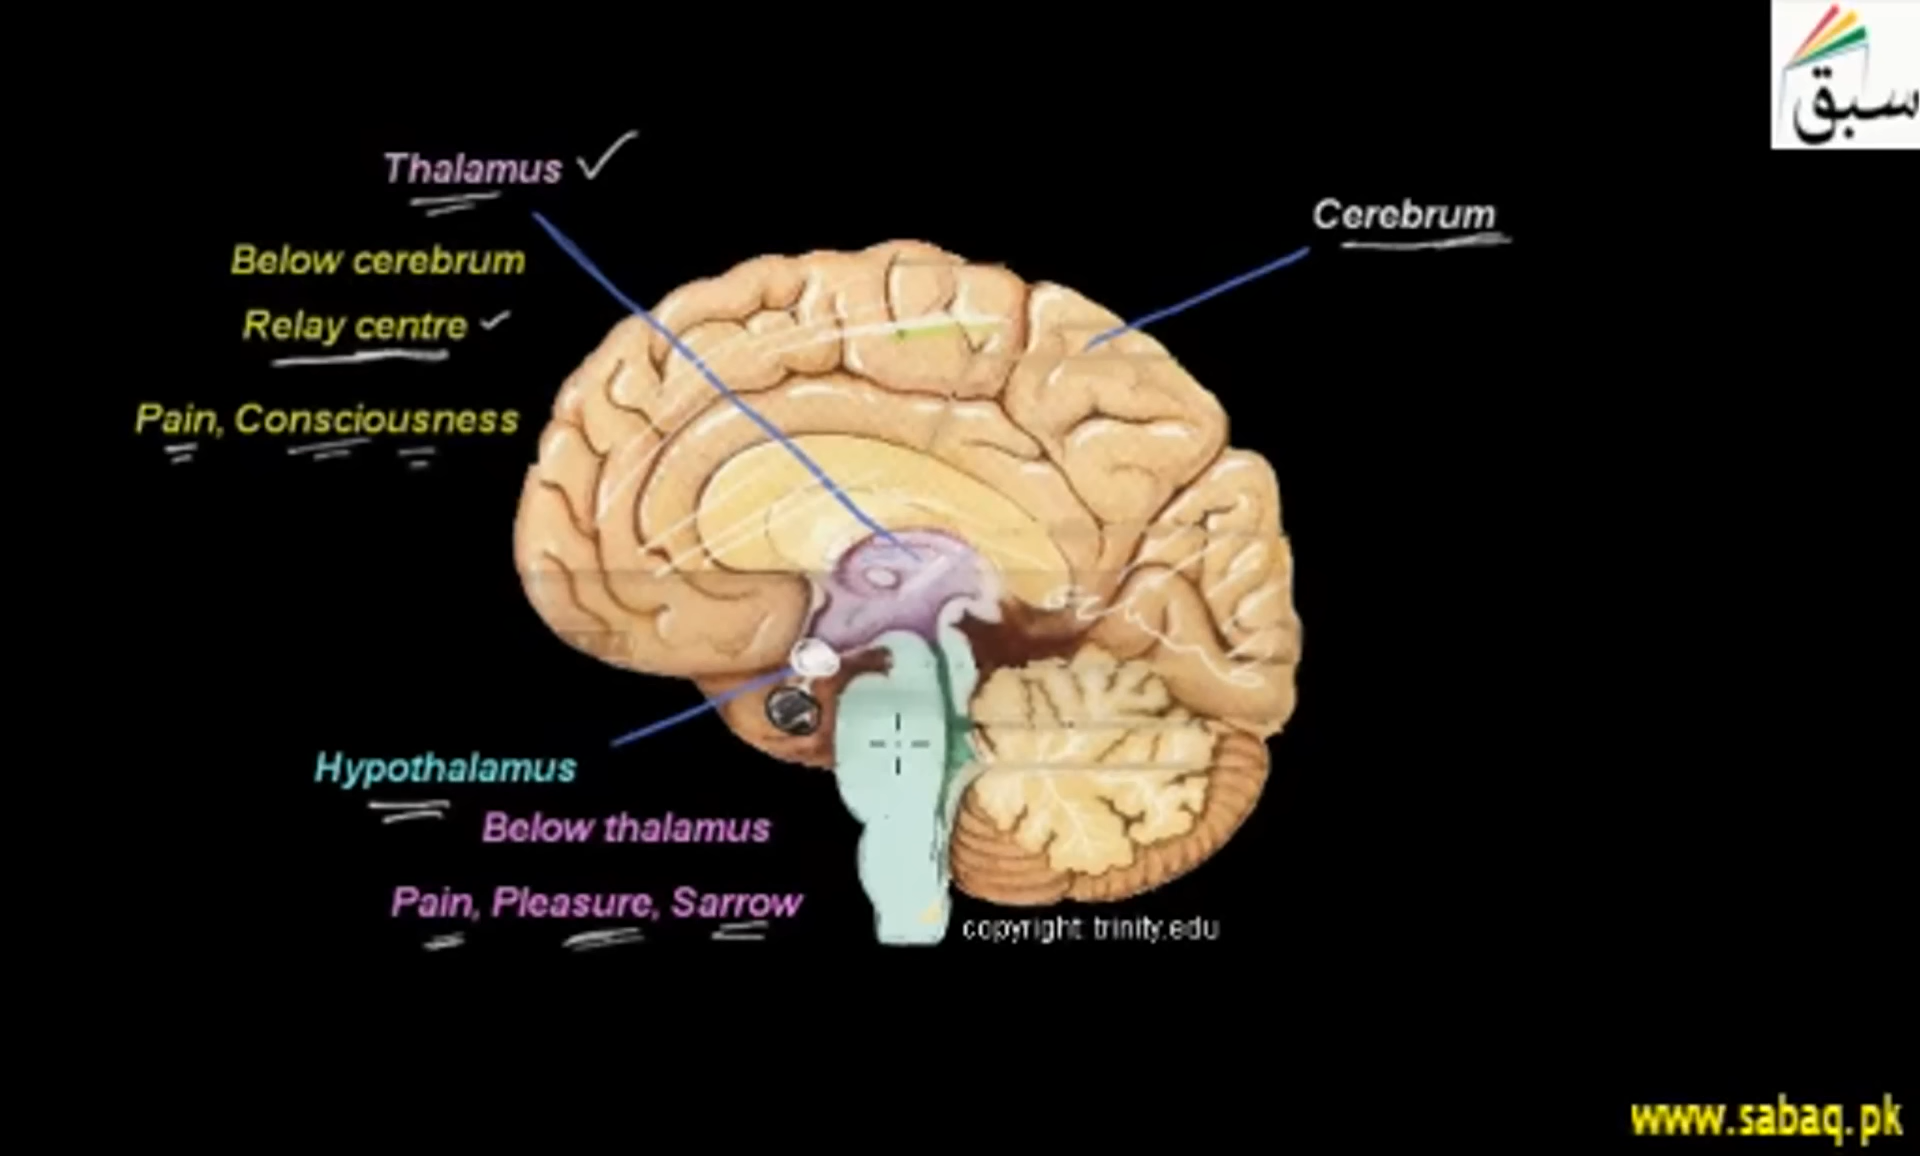 سبق
Thalamus
Cerebrum
Below cerebrum
Relay centre
Pain, Consciousness
Hypothalamus
Below thalamus
Pain, Pleasure, Sarrow
copyright: trinity.edu
www.sabaq.pk